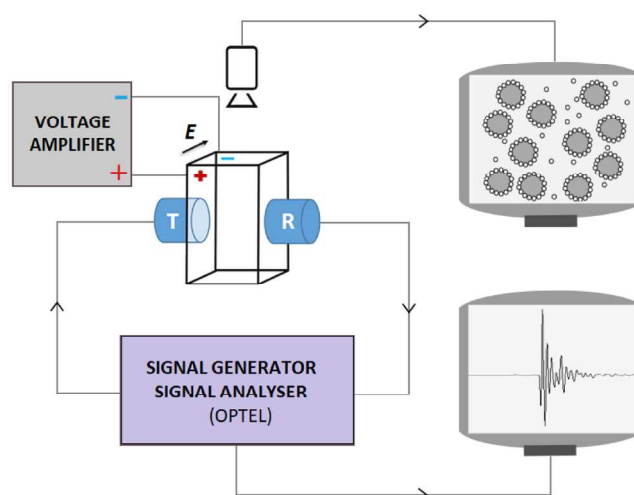 VOLTAGE
AMPLIFIER
−
+
E
−
+
T
R
SIGNAL GENERATOR
SIGNAL ANALYSER
(OPTEL)